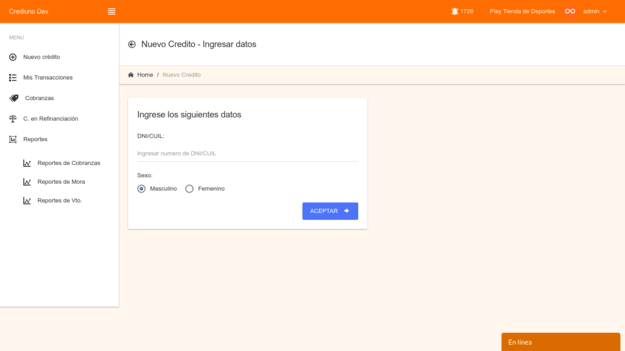 Crediuno Dev
1726
Play Tienda de Deportes
admin
MENU
Nuevo crédito
Mis Transacciones
Cobranzas
C. en Refinanciación
Reportes
Reportes de Cobranzas
Reportes de Mora
Reportes de Vto.
Nuevo Credito - Ingresar datos
Home / Nuevo Credito
Ingrese los siguientes datos
DNI/CUIL:
Ingresar numero de DNI/CUIL
Sexo:
Masculino Femenino
ACEPTAR
En línea